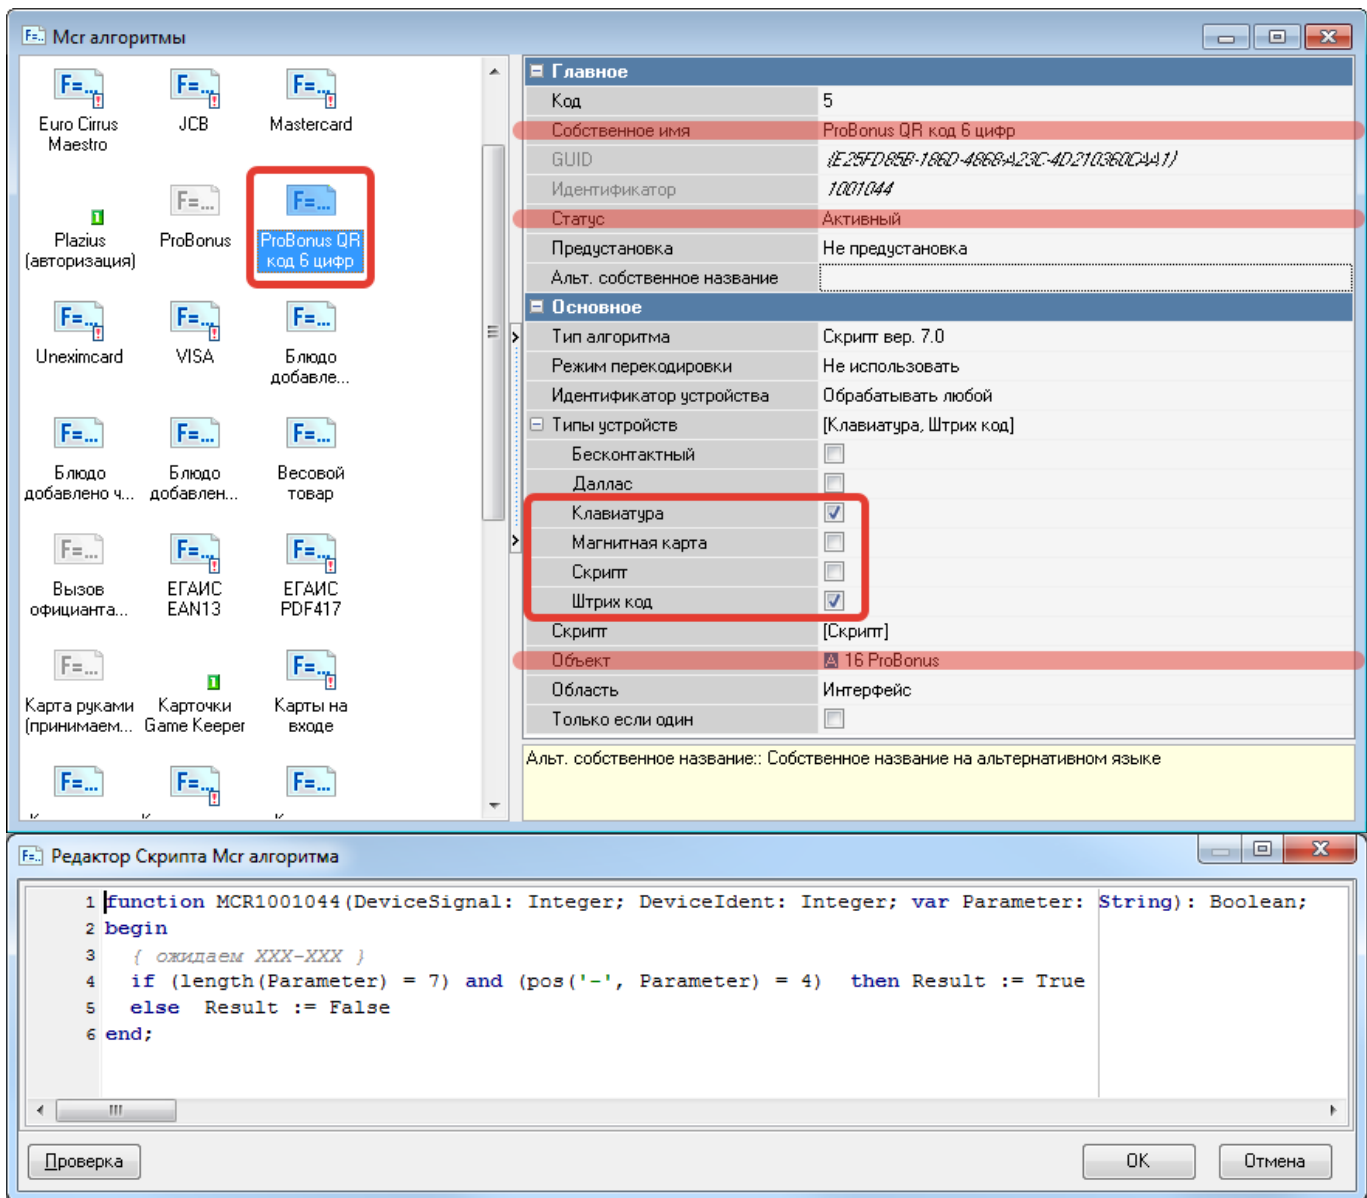 Mcr алгоритмы
Euro Cirrus
Maestro
JCB
Mastercard
Plazius
(авторизация)
ProBonus
ProBonus QR
код 6 цифр
Uneximcard
VISA
Блюдо
добавле...
Блюдо
добавлено ч...
Блюдо
добавлен...
Весовой
товар
Вызов
официанта...
ЕГАИС
EAN13
ЕГАИС
PDF417
Карта руками
(принимаем...
Карточки
Game Keeper
Карты на
входе
Главное
Код 5
Собственное имя ProBonus QR код 6 цифр
GUID {E25FD85B-186D-4868-A23C-4D210360CAA1}
Идентификатор 1001044
Статус Активный
Предустановка Не предустановка
Альт. собственное название
Основное
Тип алгоритма Скрипт вер. 7.0
Режим перекодировки Не использовать
Идентификатор устройства Обрабатывать любой
Типы устройств [Клавиатура, Штрих код]
Бесконтактный
Даллас
Клавиатура
Магнитная карта
Скрипт
Штрих код
Скрипт [Скрипт]
Объект 16 ProBonus
Область Интерфейс
Только если один
Альт. собственное название:: Собственное название на альтернативном языке
Редактор Скрипта Mcr алгоритма
1 function MCR1001044(DeviceSignal: Integer; DeviceIdent: Integer; var Parameter: String): Boolean;
2 begin
3 { ожидаем XXX-XXX }
4 if (length(Parameter) = 7) and (pos('-', Parameter) = 4) then Result := True
5 else Result := False
6 end;
Проверка
OK
Отмена